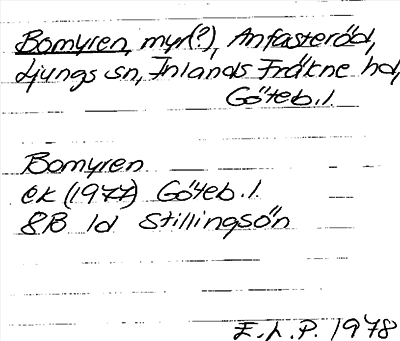 Bomyren, myr(?), Anfasteröd,
Ljungs sn, Inlands Fräkne hd,
Göteb. l.
Bomyren
ek (1977) Göteb. l.
8B 1d Stillingsön
E.L.P. 1978